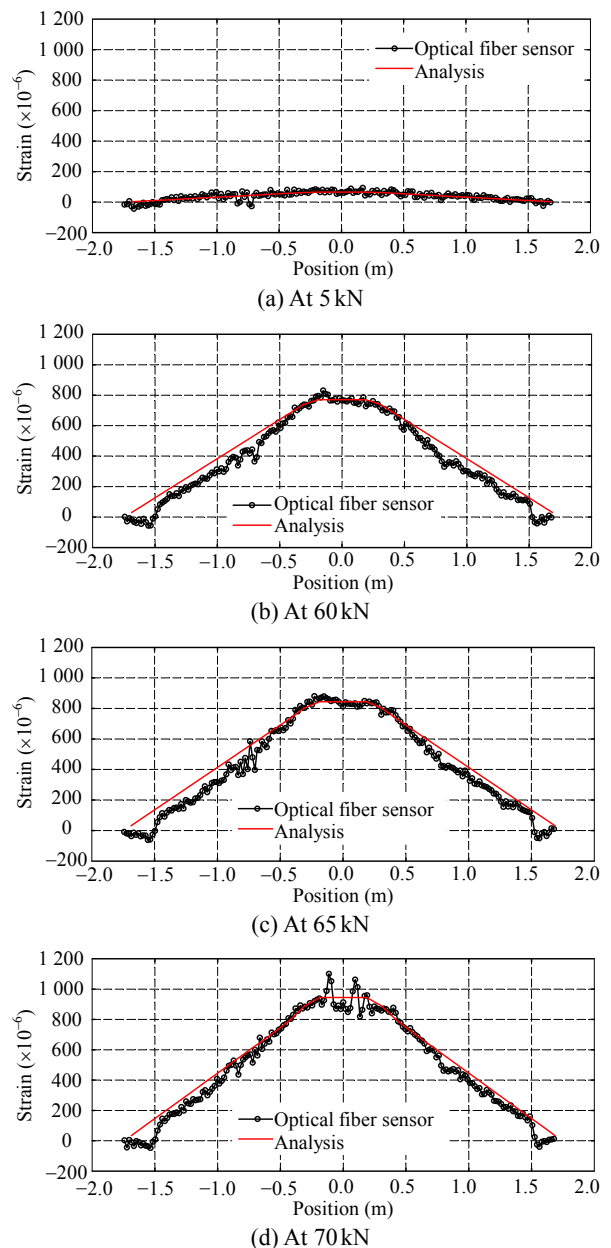 1 200
1 000
800
600
400
200
0
−200
Strain (×10−6)
Optical fiber sensor
Analysis
−2.0 −1.5 −1.0 −0.5 0.0 0.5 1.0 1.5 2.0
Position (m)
(a) At 5 kN
1 200
1 000
800
600
400
200
0
−200
Strain (×10−6)
Optical fiber sensor
Analysis
−2.0 −1.5 −1.0 −0.5 0.0 0.5 1.0 1.5 2.0
Position (m)
(b) At 60 kN
1 200
1 000
800
600
400
200
0
−200
Strain (×10−6)
Optical fiber sensor
Analysis
−2.0 −1.5 −1.0 −0.5 0.0 0.5 1.0 1.5 2.0
Position (m)
(c) At 65 kN
1 200
1 000
800
600
400
200
0
−200
Strain (×10−6)
Optical fiber sensor
Analysis
−2.0 −1.5 −1.0 −0.5 0.0 0.5 1.0 1.5 2.0
Position (m)
(d) At 70 kN